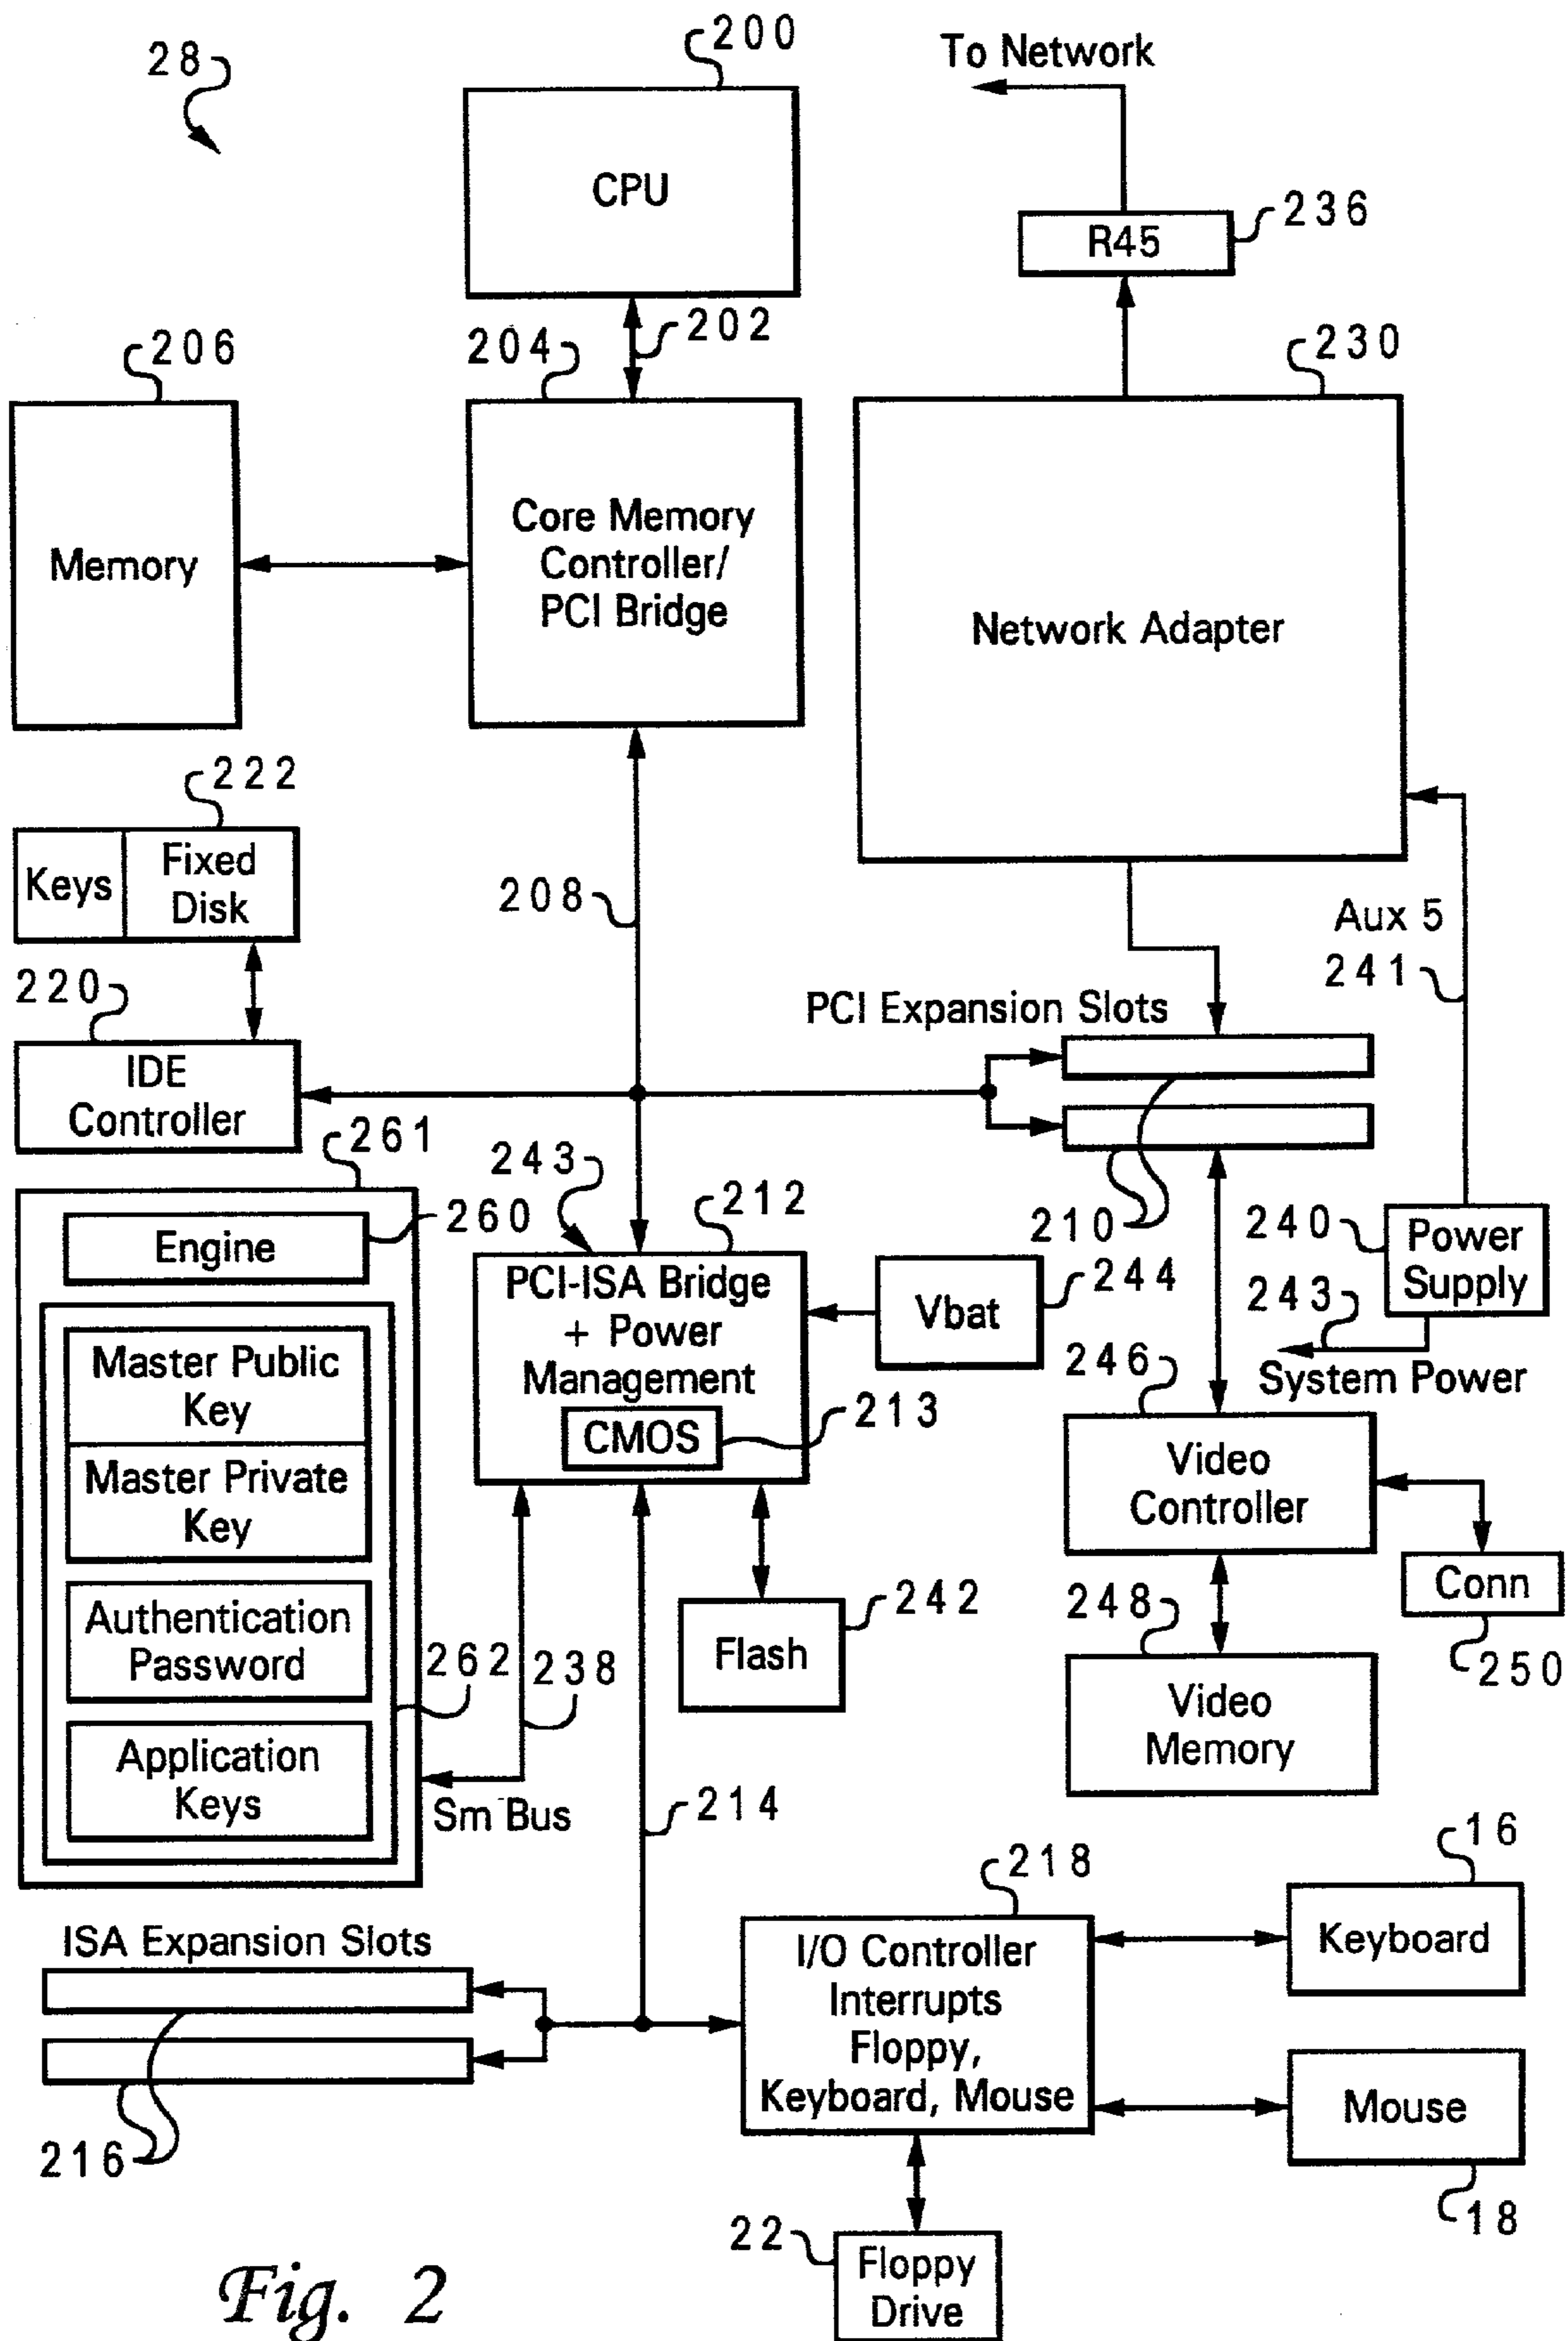 28
200
CPU
To Network
R45
236
202
204
206
230
Memory
Core Memory
Controller/
PCI Bridge
Network Adapter
222
Keys
Fixed
Disk
208
Aux 5
241
220
IDE
Controller
PCI Expansion Slots
210
261
260
Engine
243
212
PCI-ISA Bridge
+ Power
Management
CMOS
213
Vbat
244
240
Power
Supply
243
System Power
246
Video
Controller
Conn
250
248
Video
Memory
Master Public
Key
Master Private
Key
Authentication
Password
Application
Keys
262
238
Sm Bus
Flash
242
214
ISA Expansion Slots
216
218
I/O Controller
Interrupts
Floppy,
Keyboard, Mouse
16
Keyboard
Mouse
18
22
Floppy
Drive
Fig. 2